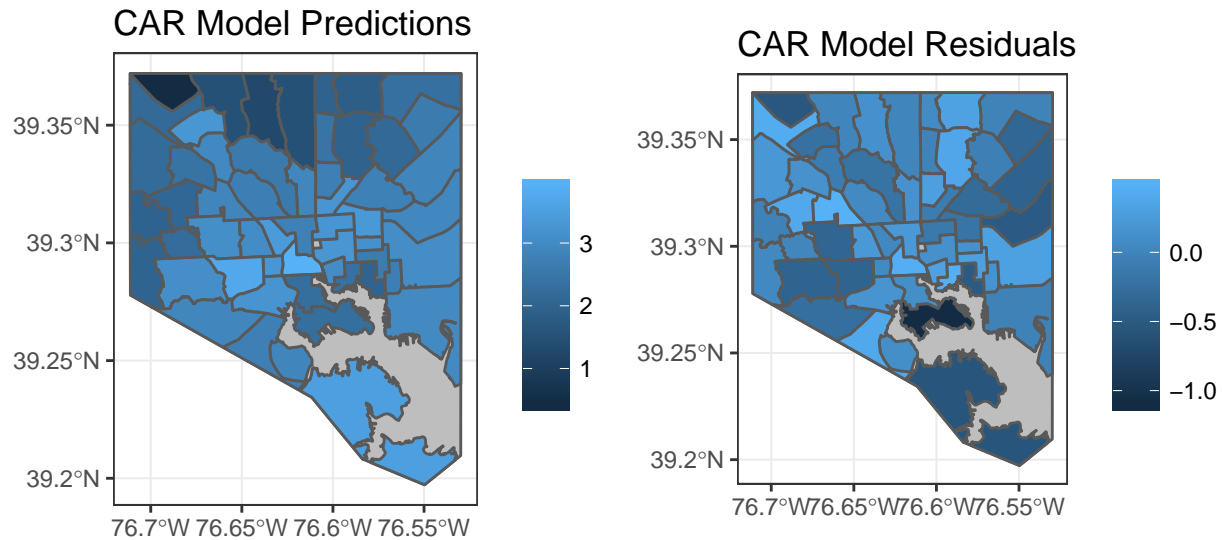 CAR Model Predictions
39.35°N
39.3°N
39.25°N
39.2°N
76.7°W 76.65°W 76.6°W 76.55°W
3
2
1
CAR Model Residuals
39.35°N
39.3°N
39.25°N
39.2°N
76.7°W76.65°W76.6°W76.55°W
0.0
−0.5
−1.0